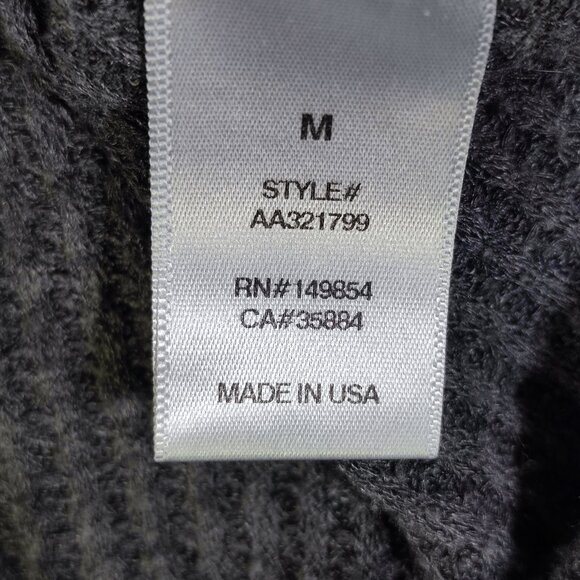 M
STYLE#
AA321799
RN#149854
CA#35884
MADE IN USA